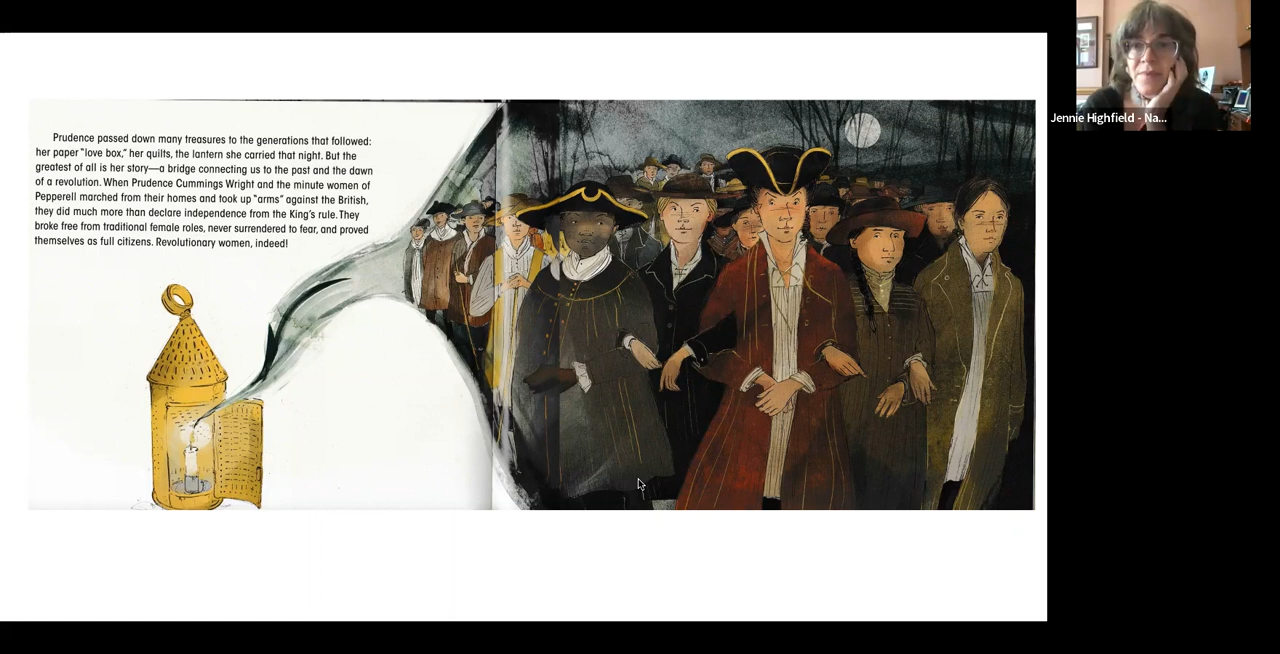 Prudence passed down many treasures to the generations that followed:
her paper "love box," her quilts, the lantern she carried that night. But the
greatest of all is her story—a bridge connecting us to the past and the dawn
of a revolution. When Prudence Cummings Wright and the minute women of
Pepperell marched from their homes and took up "arms" against the British,
they did much more than declare independence from the King's rule. They
broke free from traditional female roles, never surrendered to fear, and proved
themselves as full citizens. Revolutionary women, indeed!
Jennie Highfield - Na...